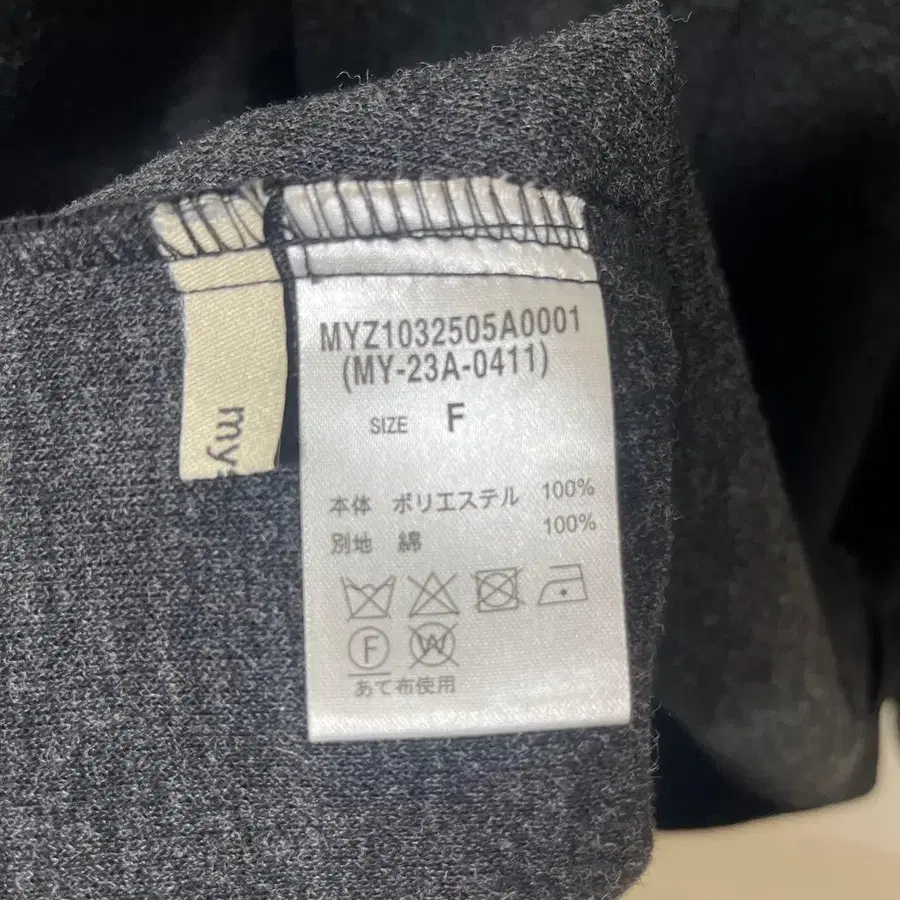 MYZ1032505A0001
(MY-23A-0411)
SIZE F
本体 ポリエステル 100%
別地 綿 100%
F
W
あて布使用
my